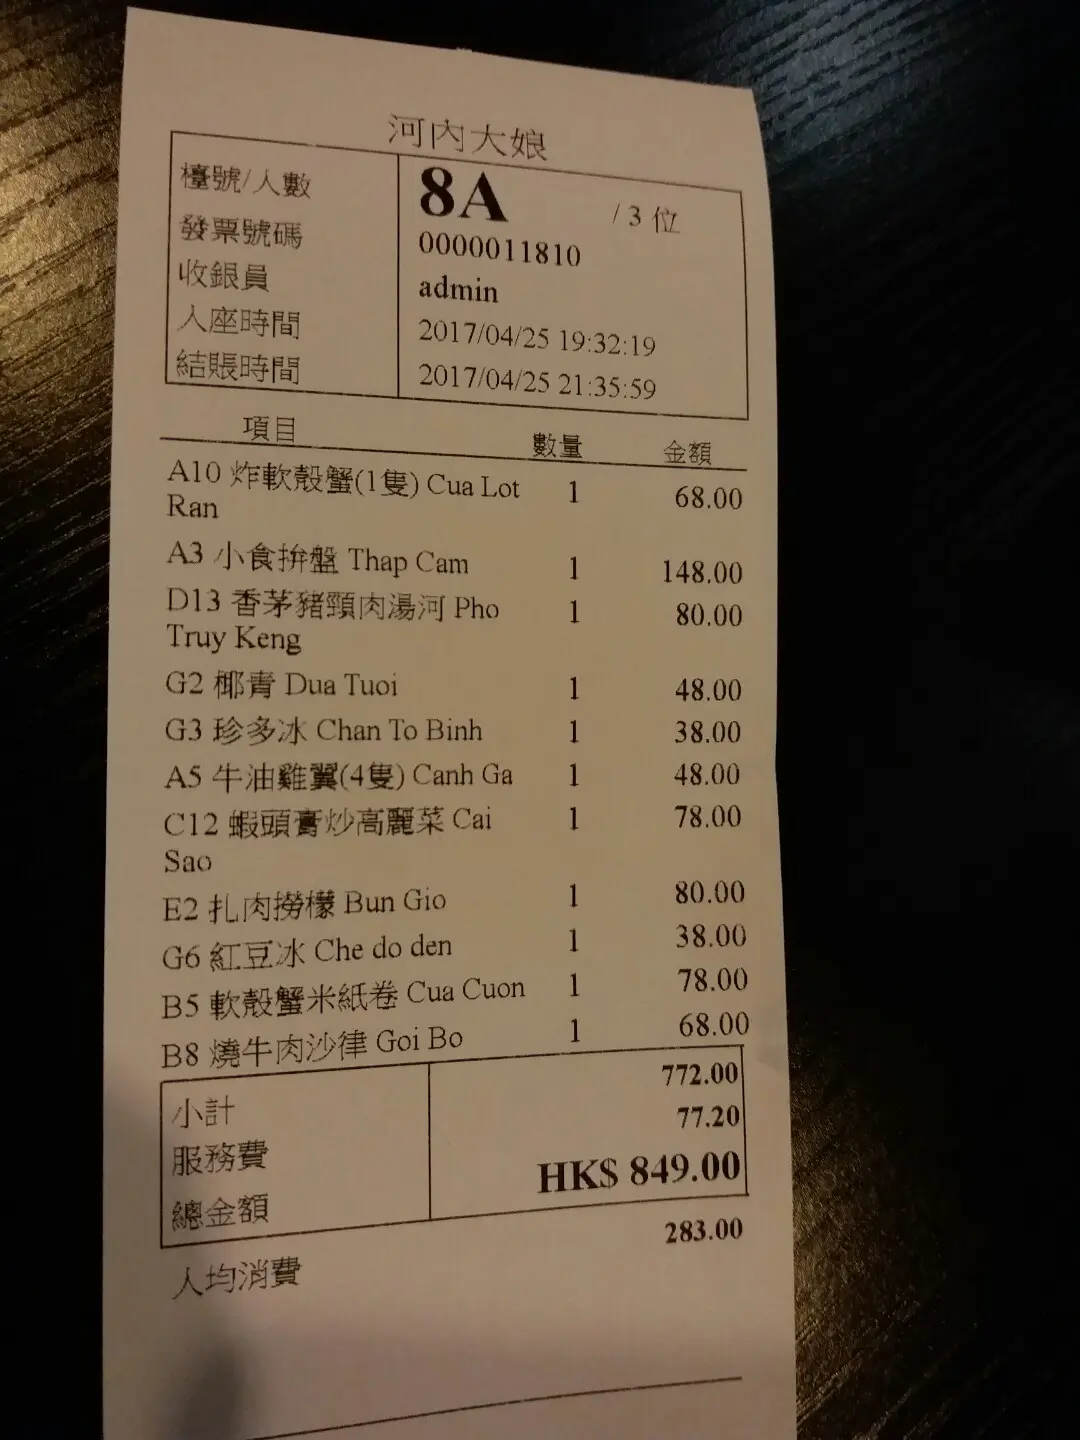 河內大娘
檯號/人數 8A / 3 位
發票號碼 0000011810
收銀員 admin
入座時間 2017/04/25 19:32:19
結賬時間 2017/04/25 21:35:59
項目 數量 金額
A10 炸軟殼蟹(1隻) Cua Lot 1 68.00
Ran
A3 小食拚盤 Thap Cam 1 148.00
D13 香茅豬頸肉湯河 Pho 1 80.00
Truy Keng
G2 椰青 Dua Tuoi 1 48.00
G3 珍多冰 Chan To Binh 1 38.00
A5 牛油雞翼(4隻) Canh Ga 1 48.00
C12 蝦頭膏炒高麗菜 Cai 1 78.00
Sao
E2 扎肉撈檬 Bun Gio 1 80.00
G6 紅豆冰 Che do den 1 38.00
B5 軟殼蟹米紙卷 Cua Cuon 1 78.00
B8 燒牛肉沙律 Goi Bo 1 68.00
小計 772.00
服務費 77.20
總金額 HK$ 849.00
人均消費 283.00